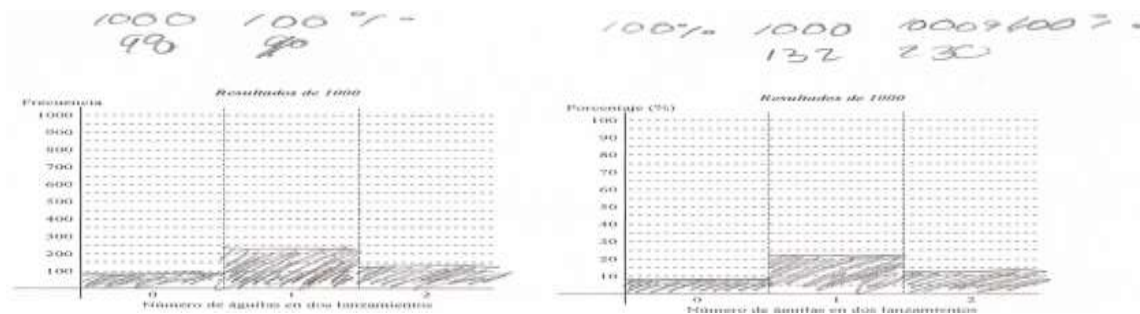 1000 100%
Resultados de 1000
Frecuencia
1000
900
800
700
600
500
400
300
200
100
0 1 2
Número de águilas en dos lanzamientos
100% 1000
132 230
Resultados de 1000
Porcentaje (%)
100
90
80
70
60
50
40
30
20
10
0 1 2
Número de águilas en dos lanzamientos